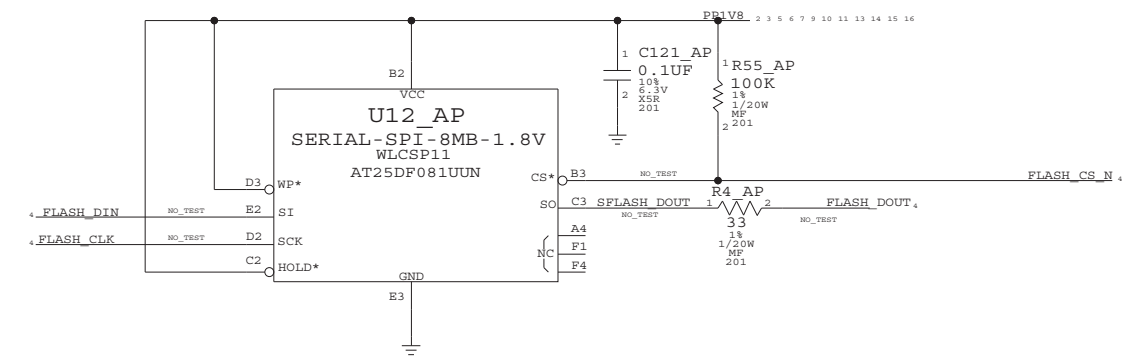 PP1V8 2 3 5 6 7 9 10 11 13 14 15 16
1 C121_AP
0.1UF
10%
6.3V
2 X5R
201
1 R55_AP
100K
1%
1/20W
MF
2 201
B2
VCC
U12_AP
SERIAL-SPI-8MB-1.8V
WLCSP11
AT25DF081UUN
D3 WP*
4 FLASH_DIN NO_TEST E2 SI
4 FLASH_CLK NO_TEST D2 SCK
C2 HOLD*
CS* B3 NO_TEST FLASH_CS_N 4
SO C3 SFLASH_DOUT
NO_TEST
R4_AP
1 2
33
1%
1/20W
MF
201
FLASH_DOUT 4
NO_TEST
A4
NC F1
F4
GND
E3